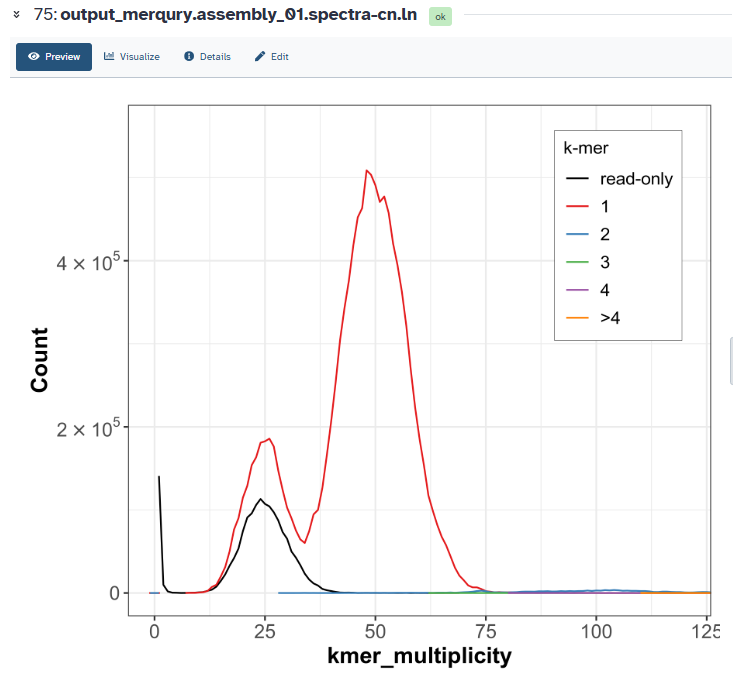 75: output_merqury.assembly_01.spectra-cn.ln ok
Preview Visualize Details Edit
k-mer
read-only
1
2
3
4
>4
4 × 10⁵
2 × 10⁵
0
Count
0 25 50 75 100 125
kmer_multiplicity